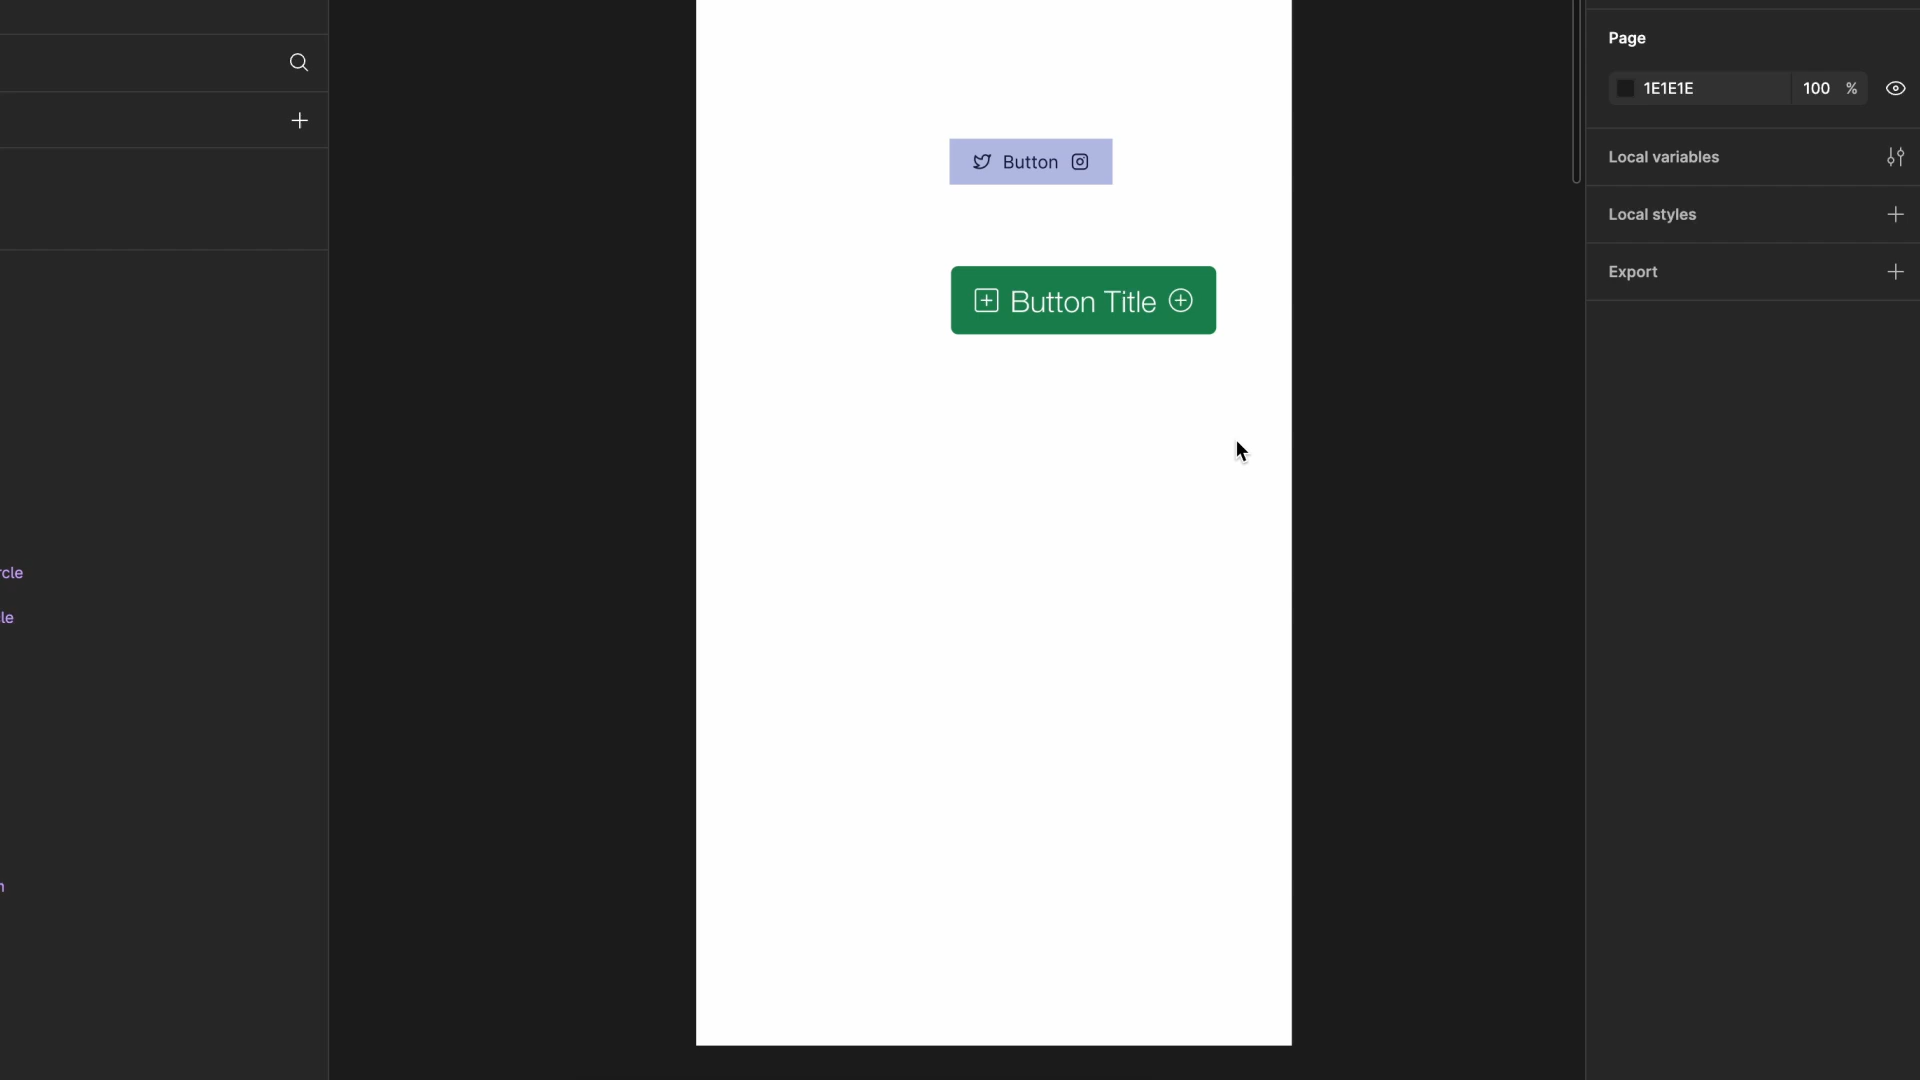 Page
1E1E1E 100 %
Local variables
Local styles
Export
Button
Button Title
rcle
le
n